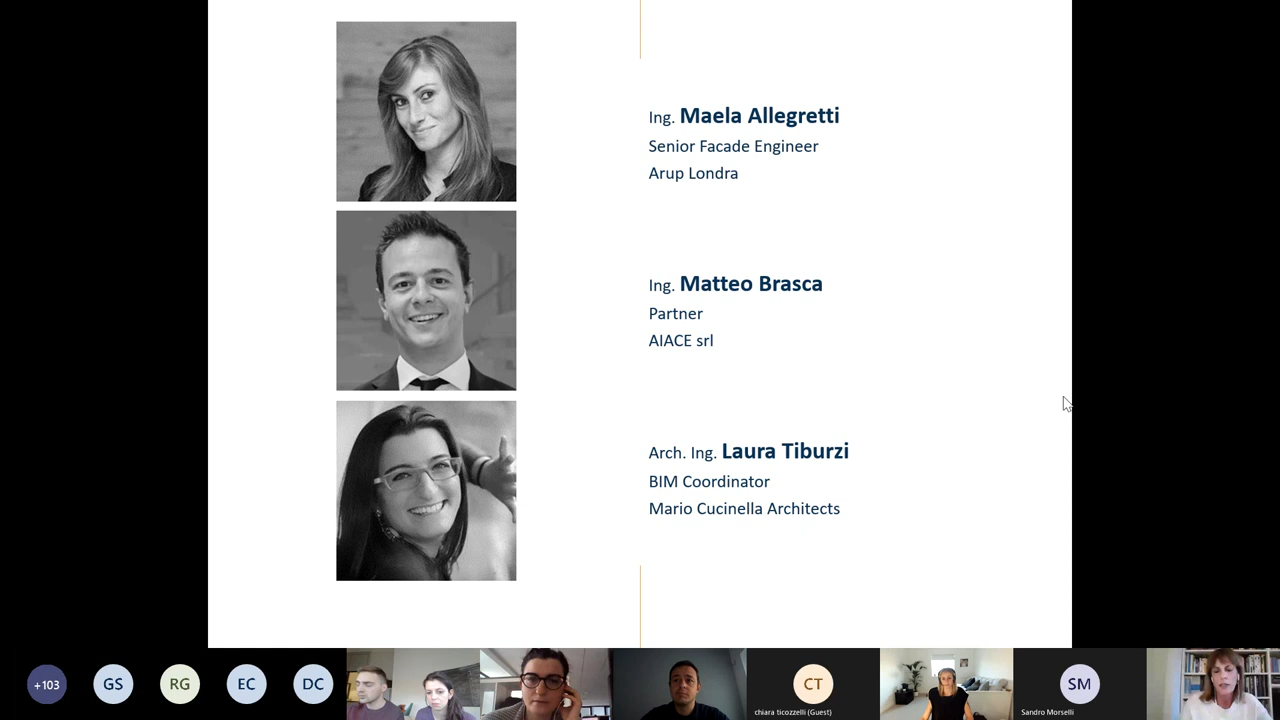 Ing. Maela Allegretti
Senior Facade Engineer
Arup Londra
Ing. Matteo Brasca
Partner
AIACE srl
Arch. Ing. Laura Tiburzi
BIM Coordinator
Mario Cucinella Architects
+103
GS
RG
EC
DC
CT
chiara ticozzelli (Guest)
SM
Sandro Morselli